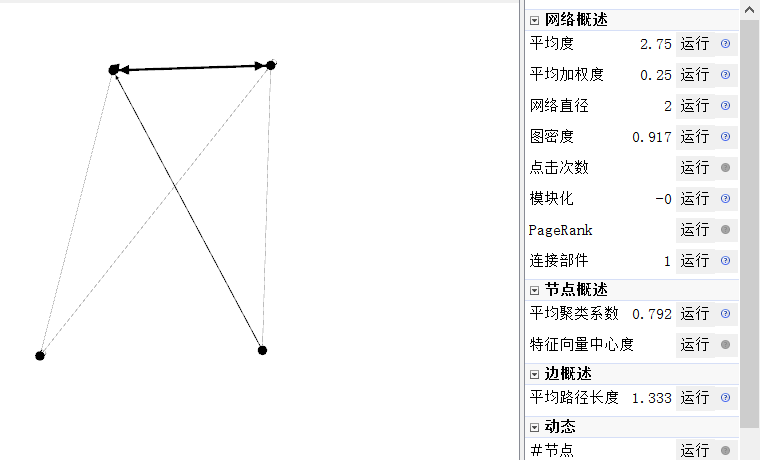 网络概述
平均度 2.75 运行
平均加权度 0.25 运行
网络直径 2 运行
图密度 0.917 运行
点击次数 运行
模块化 -0 运行
PageRank 运行
连接部件 1 运行
节点概述
平均聚类系数 0.792 运行
特征向量中心度 运行
边概述
平均路径长度 1.333 运行
动态
#节点 运行